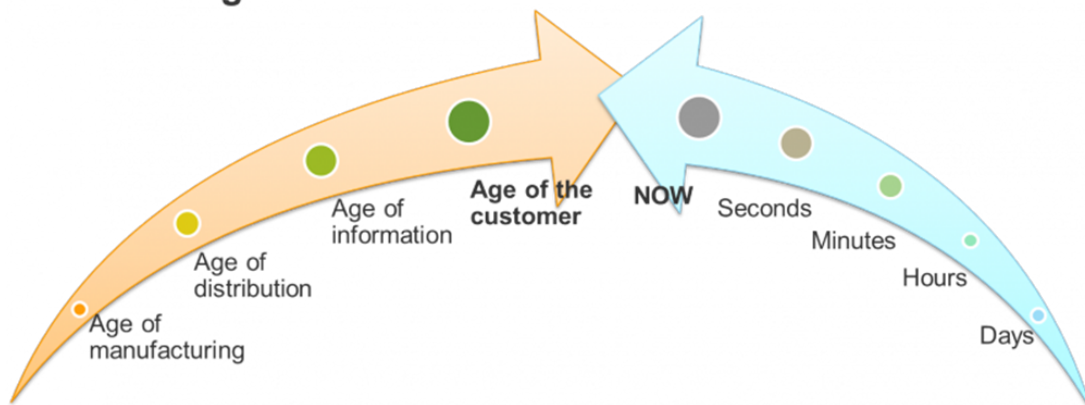 Age of the
customer
NOW
Age of
information
Seconds
Minutes
Age of
distribution
Hours
Age of
manufacturing
Days